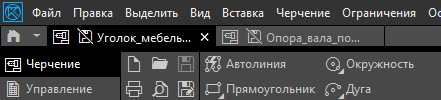 Файл Правка Выделить Вид Вставка Черчение Ограничения
Уголок_мебель... Опора_вала_по...
Черчение Автолиния Окружность
Управление Прямоугольник Дуга